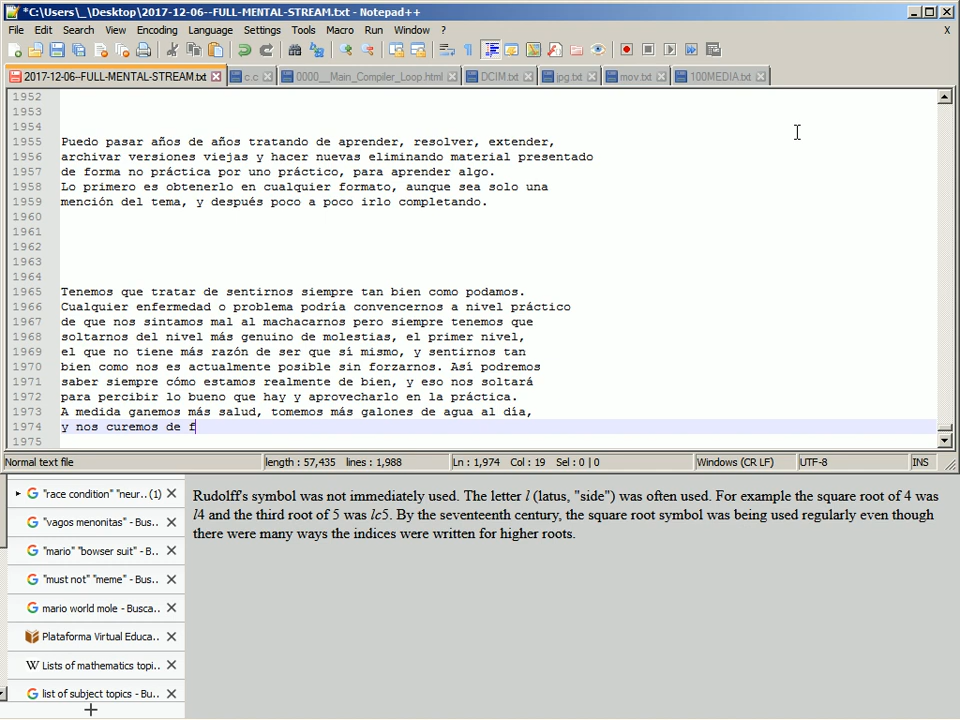 *C:\Users\_\Desktop\2017-12-06--FULL-MENTAL-STREAM.txt - Notepad++
File Edit Search View Encoding Language Settings Tools Macro Run Window ? X
2017-12-06--FULL-MENTAL-STREAM.txt c.c 0000__Main_Compiler_Loop.html DCIM.txt jpg.txt mov.txt 100MEDIA.txt
1952
1953
1954
1955 Puedo pasar años de años tratando de aprender, resolver, extender,
1956 archivar versiones viejas y hacer nuevas eliminando material presentado
1957 de forma no práctica por uno práctico, para aprender algo.
1958 Lo primero es obtenerlo en cualquier formato, aunque sea solo una
1959 mención del tema, y después poco a poco irlo completando.
1960
1961
1962
1963
1964
1965 Tenemos que tratar de sentirnos siempre tan bien como podamos.
1966 Cualquier enfermedad o problema podría convencernos a nivel práctico
1967 de que nos sintamos mal al machacarnos pero siempre tenemos que
1968 soltarnos del nivel más genuino de molestias, el primer nivel,
1969 el que no tiene más razón de ser que sí mismo, y sentirnos tan
1970 bien como nos es actualmente posible sin forzarnos. Así podremos
1971 saber siempre cómo estamos realmente de bien, y eso nos soltará
1972 para percibir lo bueno que hay y aprovecharlo en la práctica.
1973 A medida ganemos más salud, tomemos más galones de agua al día,
1974 y nos curemos de f
1975
Normal text file length : 57,435 lines : 1,988 Ln : 1,974 Col : 19 Sel : 0 | 0 Windows (CR LF) UTF-8 INS
"race condition" "neur.. (1)
"vagos menonitas" - Bus..
"mario" "bowser suit" - B..
"must not" "meme" - Bus..
mario world mole - Busca..
Plataforma Virtual Educa..
W Lists of mathematics topi..
list of subject topics - Bu..
Rudolff's symbol was not immediately used. The letter l (latus, "side") was often used. For example the square root of 4 was
l4 and the third root of 5 was lc5. By the seventeenth century, the square root symbol was being used regularly even though
there were many ways the indices were written for higher roots.